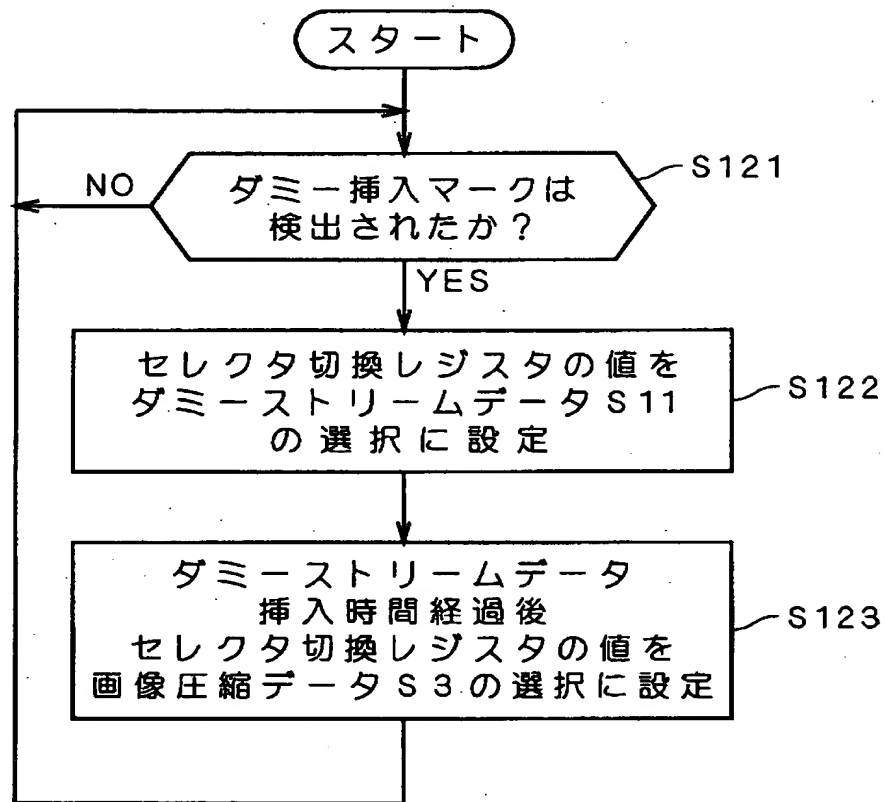 スタート
ダミー挿入マークは
検出されたか？
S121
NO
YES
セレクタ切換レジスタの値を
ダミーストリームデータS11
の選択に設定
S122
ダミーストリームデータ
挿入時間経過後
セレクタ切換レジスタの値を
画像圧縮データS3の選択に設定
S123